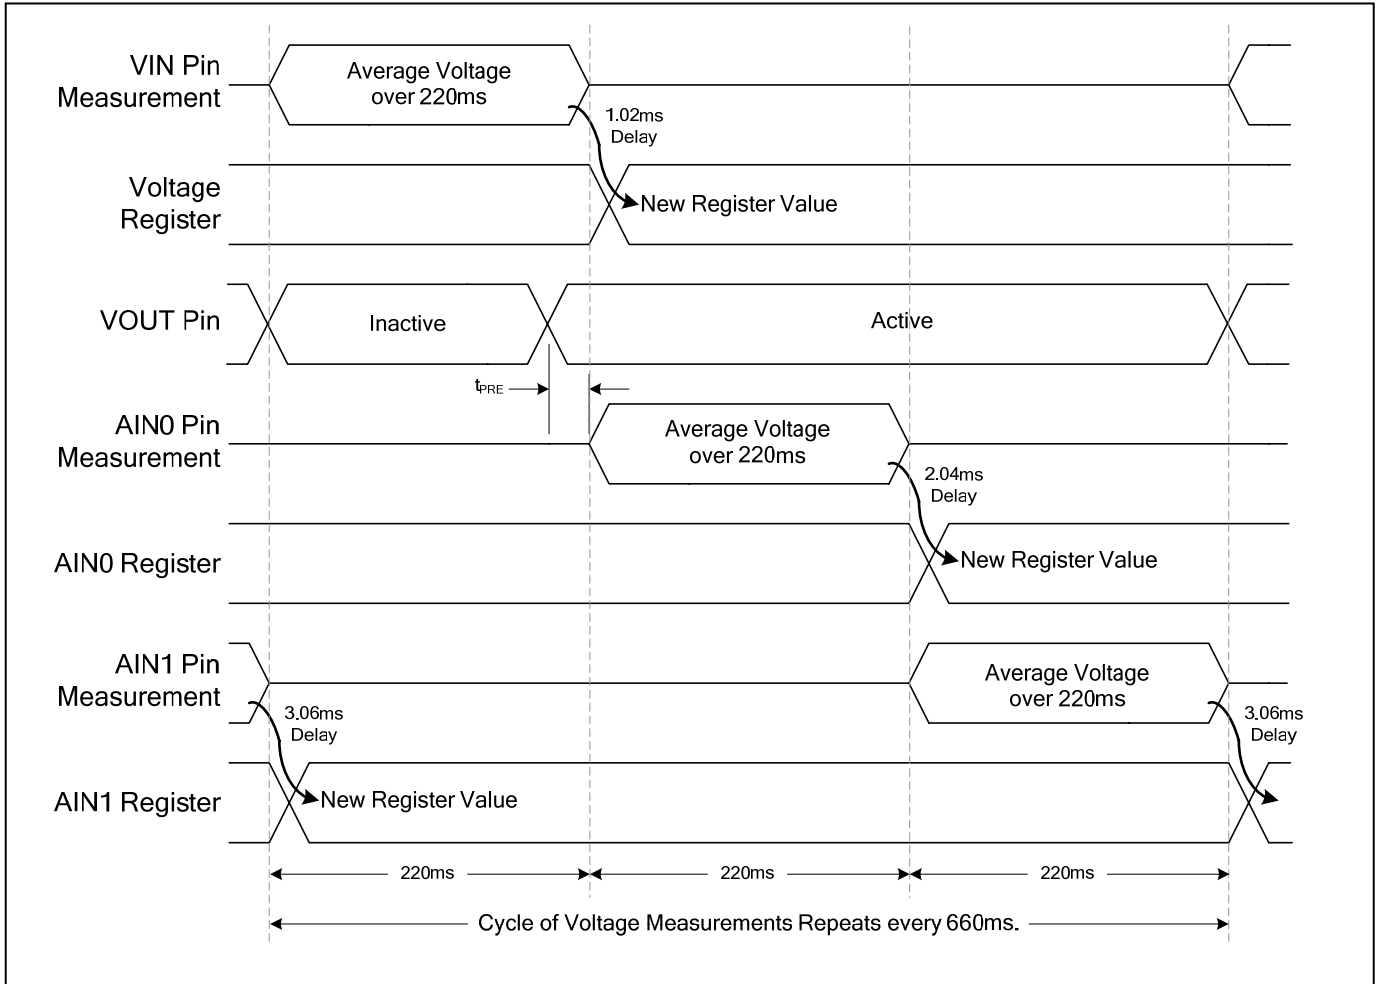 VIN Pin
Measurement
Average Voltage
over 220ms
1.02ms
Delay
Voltage
Register
New Register Value
VOUT Pin
Inactive
Active
tPRE
AIN0 Pin
Measurement
Average Voltage
over 220ms
2.04ms
Delay
AIN0 Register
New Register Value
AIN1 Pin
Measurement
Average Voltage
over 220ms
3.06ms
Delay
3.06ms
Delay
AIN1 Register
New Register Value
220ms
220ms
220ms
Cycle of Voltage Measurements Repeats every 660ms.